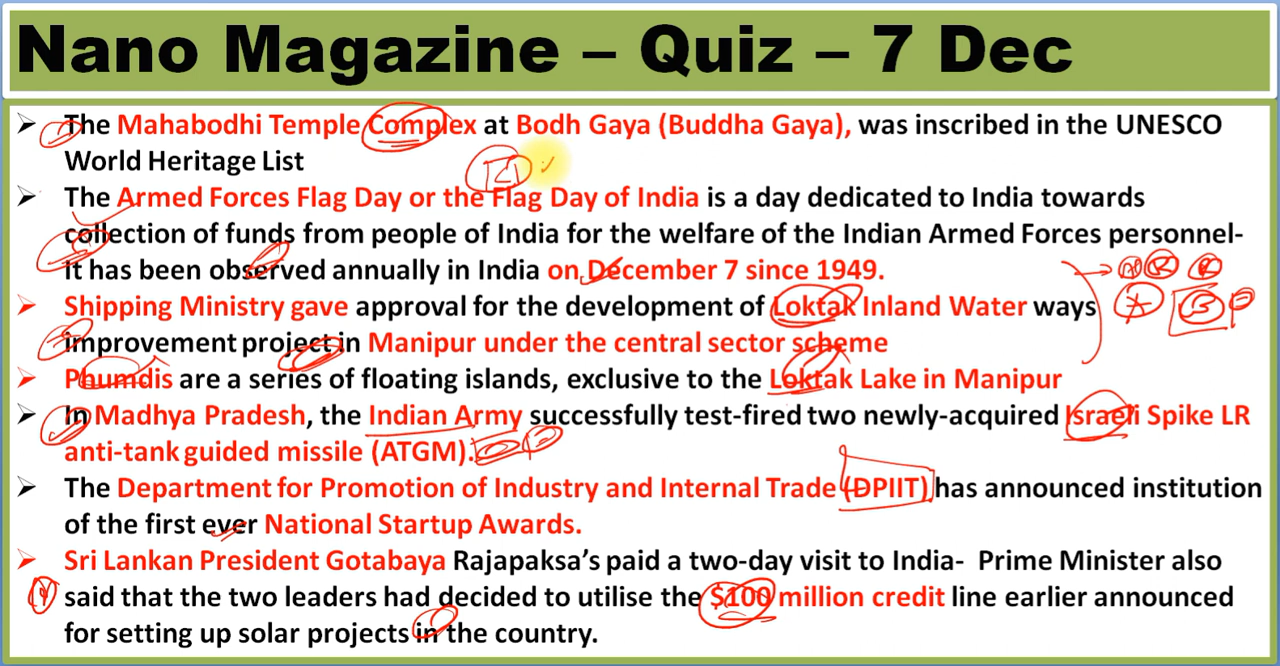 Nano Magazine – Quiz – 7 Dec
➤ The Mahabodhi Temple Complex at Bodh Gaya (Buddha Gaya), was inscribed in the UNESCO
World Heritage List
➤ The Armed Forces Flag Day or the Flag Day of India is a day dedicated to India towards
collection of funds from people of India for the welfare of the Indian Armed Forces personnel-
it has been observed annually in India on December 7 since 1949.
➤ Shipping Ministry gave approval for the development of Loktak Inland Water ways
improvement project in Manipur under the central sector scheme
➤ Phumdis are a series of floating islands, exclusive to the Loktak Lake in Manipur
➤ In Madhya Pradesh, the Indian Army successfully test-fired two newly-acquired Israeli Spike LR
anti-tank guided missile (ATGM).
➤ The Department for Promotion of Industry and Internal Trade (DPIIT) has announced institution
of the first ever National Startup Awards.
➤ Sri Lankan President Gotabaya Rajapaksa’s paid a two-day visit to India- Prime Minister also
said that the two leaders had decided to utilise the $100 million credit line earlier announced
for setting up solar projects in the country.